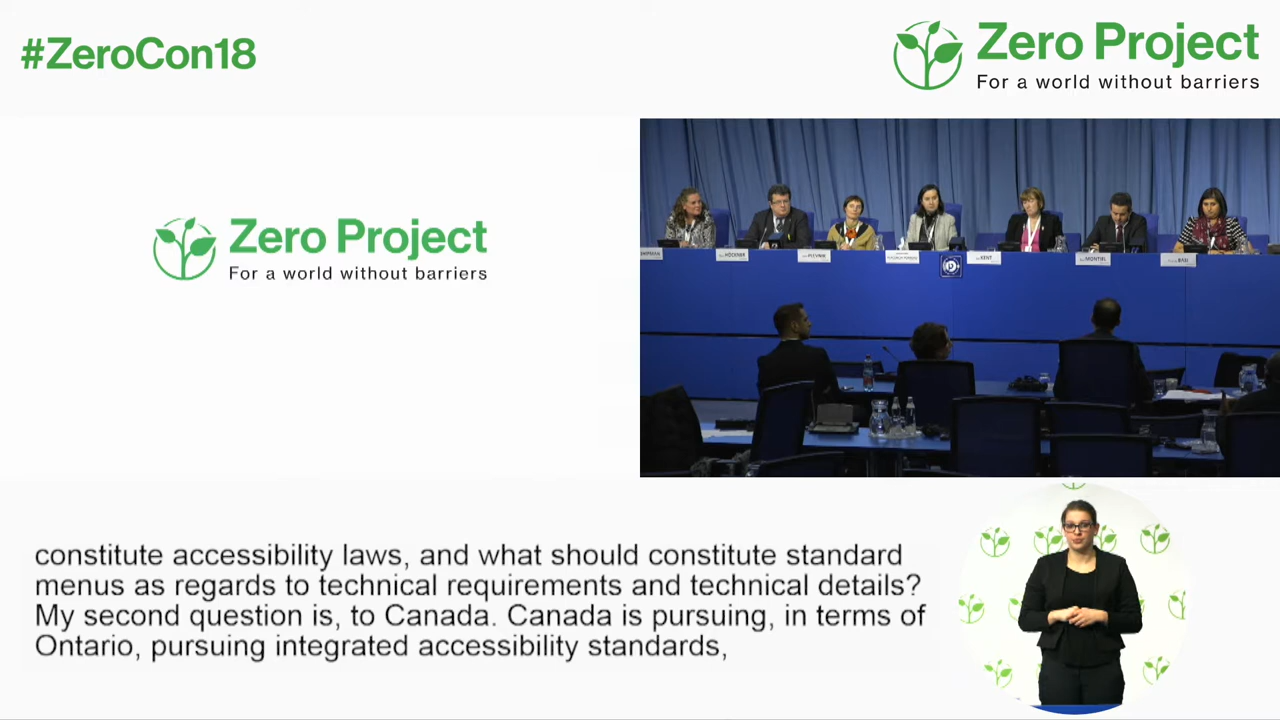 #ZeroCon18
Zero Project
For a world without barriers
Zero Project
For a world without barriers
KENT
MONTIEL
constitute accessibility laws, and what should constitute standard
menus as regards to technical requirements and technical details?
My second question is, to Canada. Canada is pursuing, in terms of
Ontario, pursuing integrated accessibility standards,